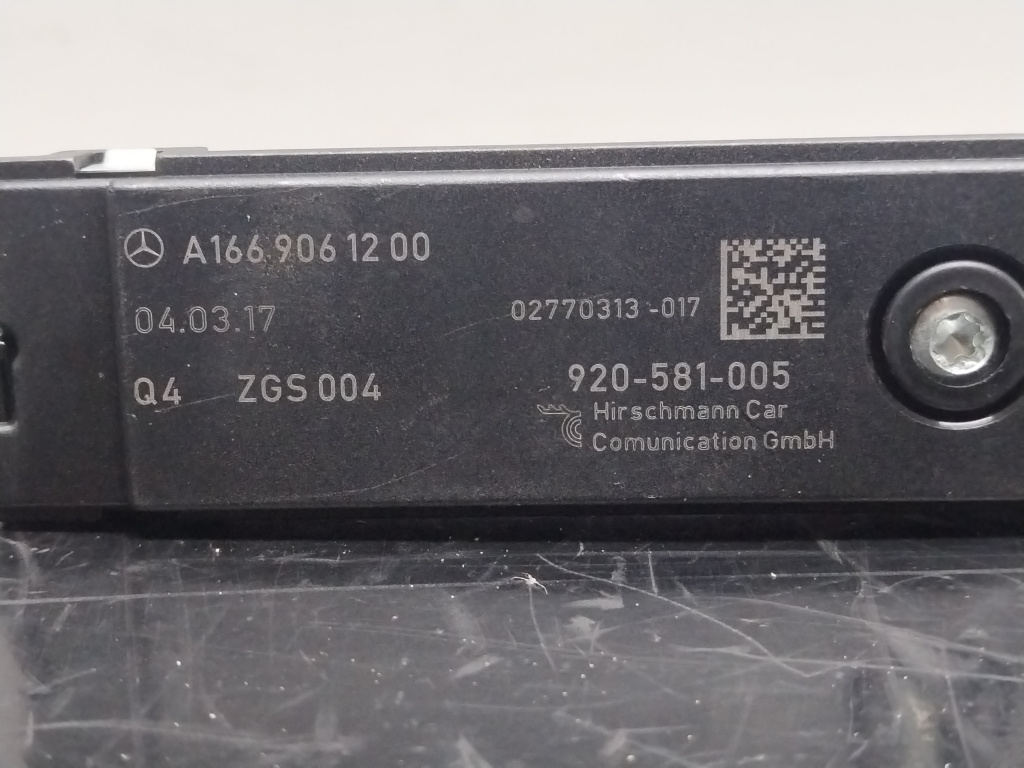 A166 906 12 00
04.03.17
02770313-017
Q4 ZGS 004
920-581-005
Hirschmann Car
Comunication GmbH